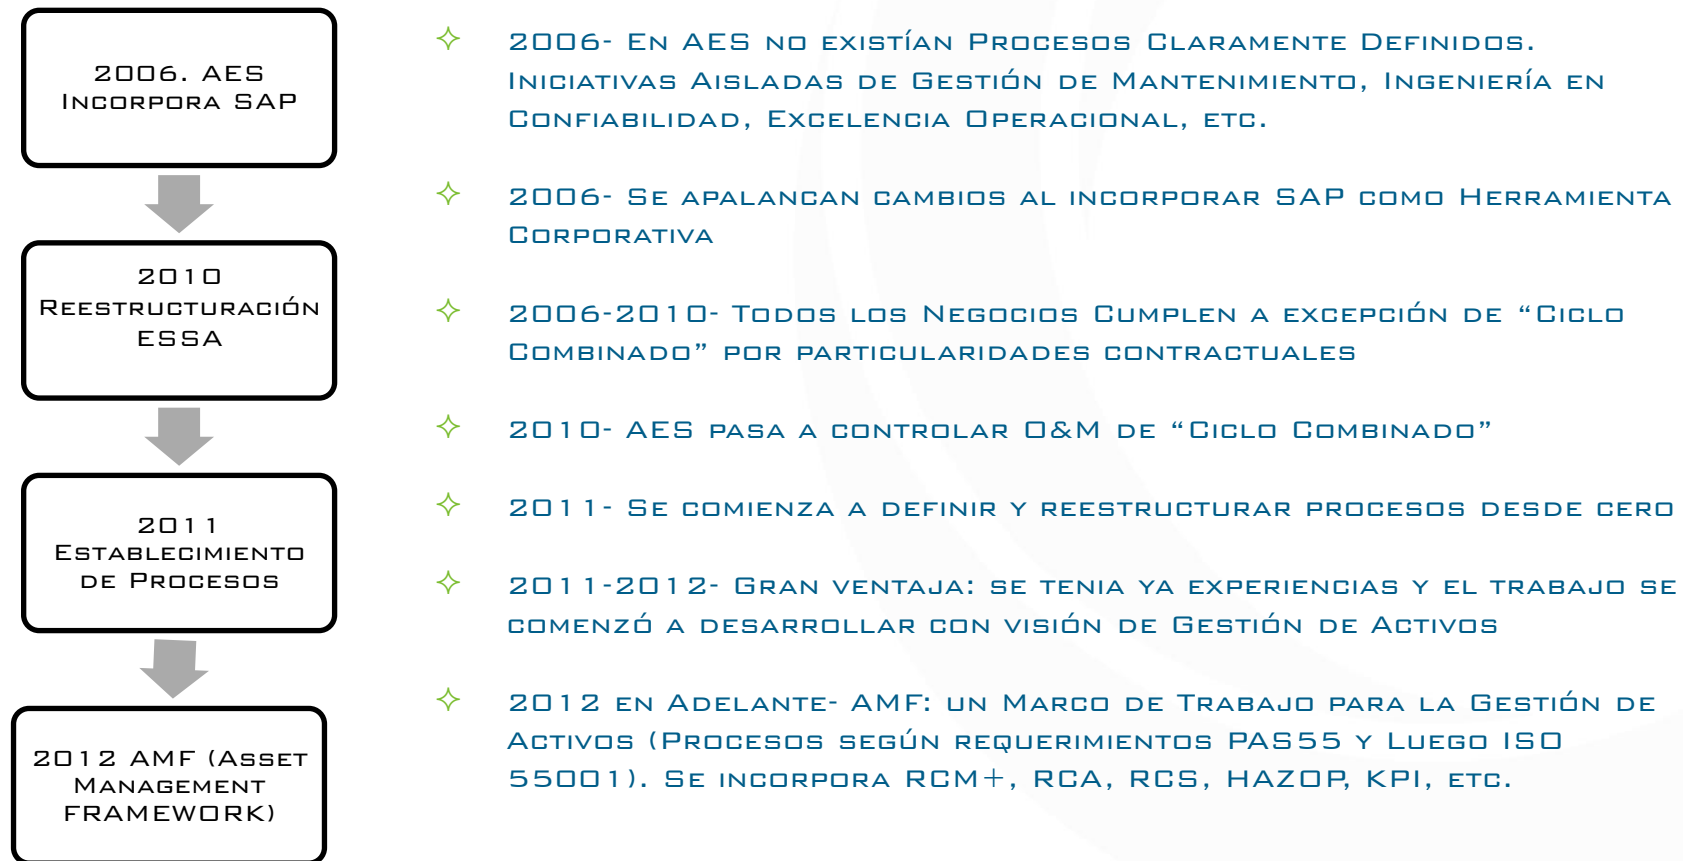 2006. AES
Incorpora SAP
2010
Reestructuración
ESSA
2011
Establecimiento
de Procesos
2012 AMF (Asset
Management
FRAMEWORK)
2006- En AES no existían Procesos Claramente Definidos.
Iniciativas Aisladas de Gestión de Mantenimiento, Ingeniería en
Confiabilidad, Excelencia Operacional, etc.
2006- Se apalancan cambios al incorporar SAP como Herramienta
Corporativa
2006-2010- Todos los Negocios Cumplen a excepción de “Ciclo
Combinado” por particularidades contractuales
2010- AES pasa a controlar O&M de “Ciclo Combinado”
2011- Se comienza a definir y reestructurar procesos desde cero
2011-2012- Gran ventaja: se tenia ya experiencias y el trabajo se
comenzó a desarrollar con visión de Gestión de Activos
2012 en Adelante- AMF: un Marco de Trabajo para la Gestión de
Activos (Procesos según requerimientos PAS55 y Luego ISO
55001). Se incorpora RCM+, RCA, RCS, HAZOP, KPI, etc.